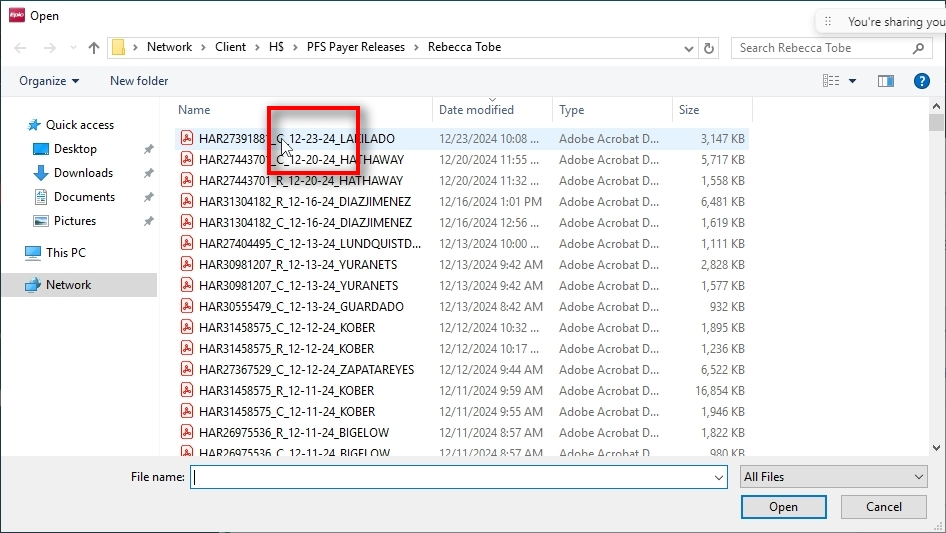 Epic Open
You're sharing you
Network > Client > H$ > PFS Payer Releases > Rebecca Tobe
Search Rebecca Tobe
Organize
New folder
Name Date modified Type Size
Quick access
Desktop
Downloads
Documents
Pictures
This PC
Network
HAR2739188 _C_12-23-24_LA ILADO 12/23/2024 10:08 ... Adobe Acrobat D... 3,147 KB
HAR27443701_C_12-20-24_HATHAWAY 12/20/2024 11:55 ... Adobe Acrobat D... 5,717 KB
HAR27443701_R_12-20-24_HATHAWAY 12/20/2024 11:32 ... Adobe Acrobat D... 1,558 KB
HAR31304182_R_12-16-24_DIAZJIMENEZ 12/16/2024 1:01 PM Adobe Acrobat D... 6,481 KB
HAR31304182_C_12-16-24_DIAZJIMENEZ 12/16/2024 12:56 ... Adobe Acrobat D... 1,619 KB
HAR27404495_C_12-13-24_LUNDQUISTD... 12/13/2024 10:00 ... Adobe Acrobat D... 1,111 KB
HAR30981207_R_12-13-24_YURANETS 12/13/2024 9:42 AM Adobe Acrobat D... 2,828 KB
HAR30981207_C_12-13-24_YURANETS 12/13/2024 9:42 AM Adobe Acrobat D... 1,577 KB
HAR30555479_C_12-13-24_GUARDADO 12/13/2024 8:42 AM Adobe Acrobat D... 932 KB
HAR31458575_C_12-12-24_KOBER 12/12/2024 10:32 ... Adobe Acrobat D... 1,895 KB
HAR31458575_R_12-12-24_KOBER 12/12/2024 10:17 ... Adobe Acrobat D... 1,236 KB
HAR27367529_C_12-12-24_ZAPATAREYES 12/12/2024 9:44 AM Adobe Acrobat D... 6,522 KB
HAR31458575_R_12-11-24_KOBER 12/11/2024 9:59 AM Adobe Acrobat D... 16,854 KB
HAR31458575_C_12-11-24_KOBER 12/11/2024 9:55 AM Adobe Acrobat D... 1,946 KB
HAR26975536_R_12-11-24_BIGELOW 12/11/2024 8:57 AM Adobe Acrobat D... 1,822 KB
HAR26975536_C_12-11-24_BIGELOW 12/11/2024 8:57 AM Adobe Acrobat D... 980 KB
File name:
All Files
Open
Cancel